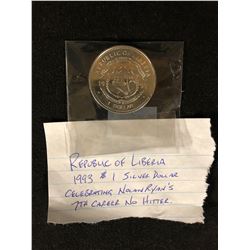 REPUBLIC OF LIBERIA
1 DOLLAR
REPUBLIC OF LIBERIA
1993 $1 SILVER DOLLAR
CELEBRATING NOLAN RYAN'S
7TH CAREER NO HITTER.